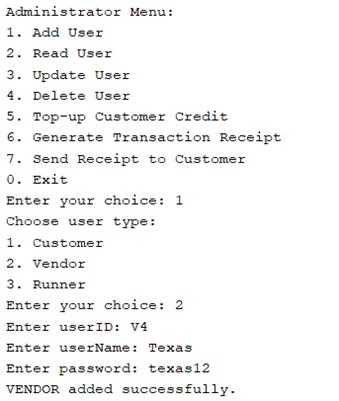 Administrator Menu:
1. Add User
2. Read User
3. Update User
4. Delete User
5. Top-up Customer Credit
6. Generate Transaction Receipt
7. Send Receipt to Customer
0. Exit
Enter your choice: 1
Choose user type:
1. Customer
2. Vendor
3. Runner
Enter your choice: 2
Enter userID: V4
Enter userName: Texas
Enter password: texas12
VENDOR added successfully.